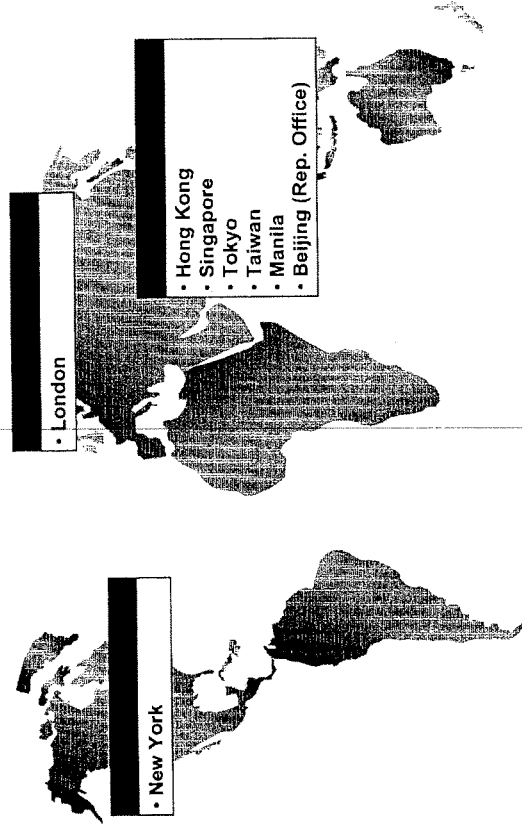 • New York
• London
• Hong Kong
• Singapore
• Tokyo
• Taiwan
• Manila
• Beijing (Rep. Office)